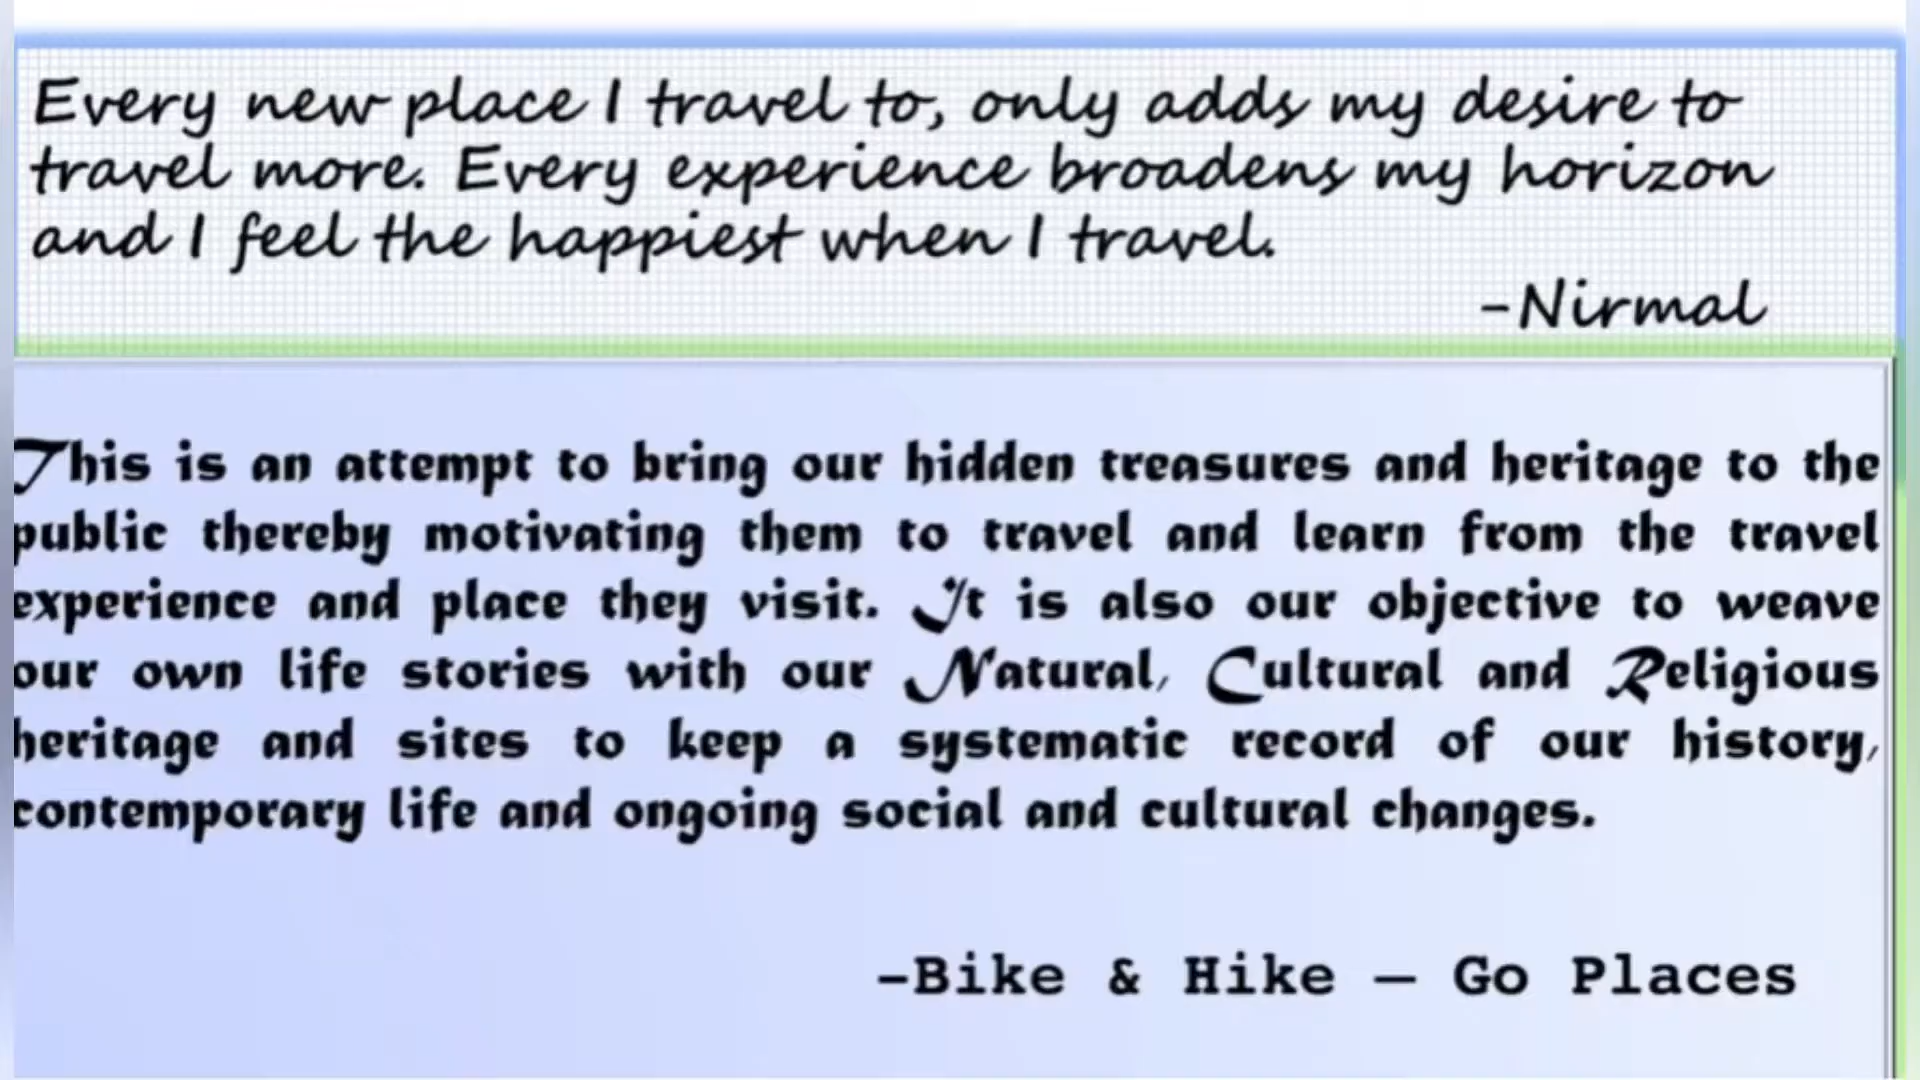 Every new place I travel to, only adds my desire to
travel more. Every experience broadens my horizon
and I feel the happiest when I travel.
-Nirmal
This is an attempt to bring our hidden treasures and heritage to the
public thereby motivating them to travel and learn from the travel
experience and place they visit. It is also our objective to weave
our own life stories with our Natural, Cultural and Religious
heritage and sites to keep a systematic record of our history,
contemporary life and ongoing social and cultural changes.
-Bike & Hike — Go Places